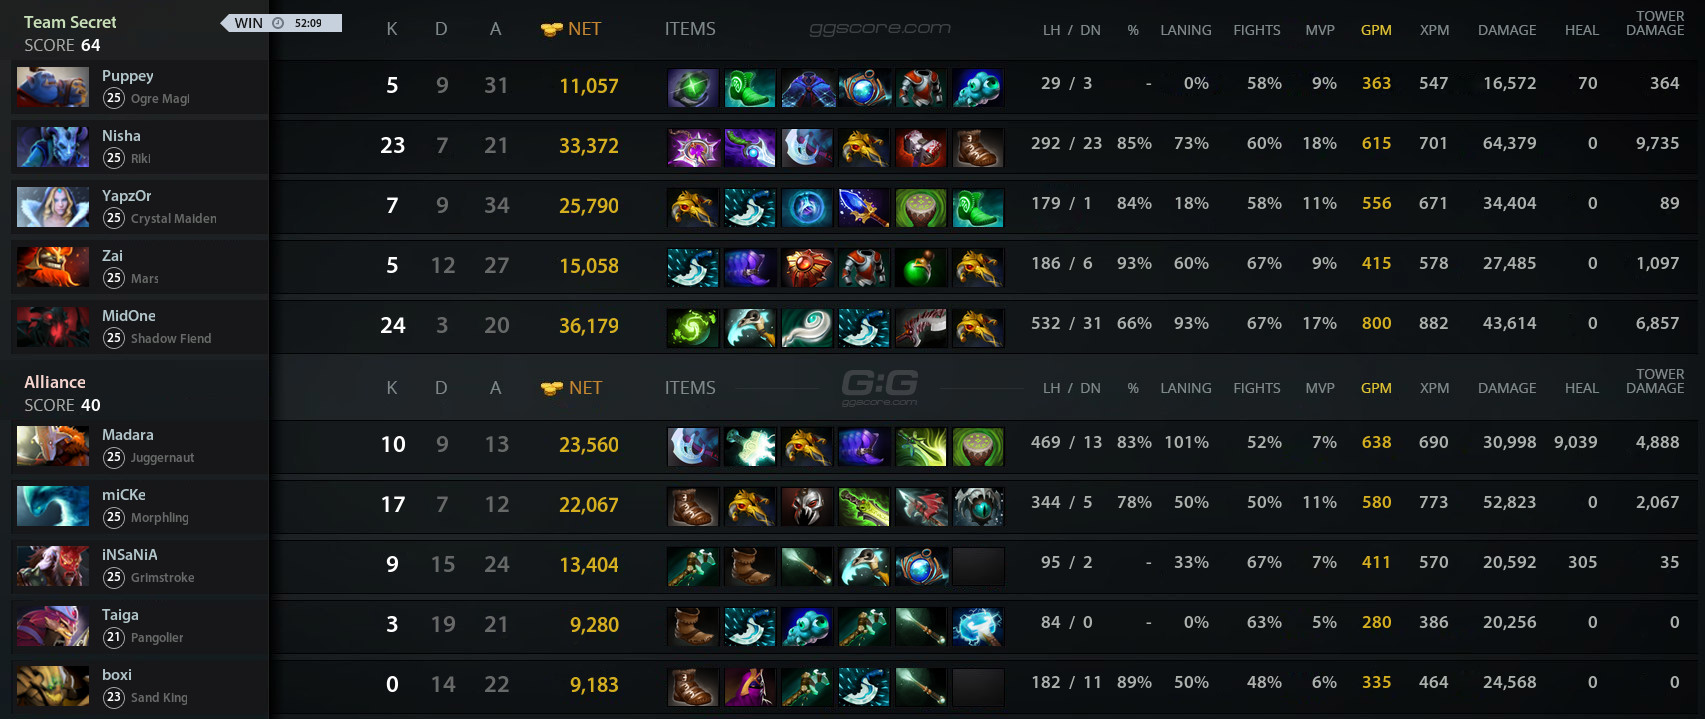 Team Secret WIN 52:09 K D A NET ITEMS ggscore.com LH / DN % LANING FIGHTS MVP GPM XPM DAMAGE HEAL TOWER DAMAGE
SCORE 64
Puppey 5 9 31 11,057 29 / 3 - 0% 58% 9% 363 547 16,572 70 364
25 Ogre Magi
Nisha 23 7 21 33,372 292 / 23 85% 73% 60% 18% 615 701 64,379 0 9,735
25 Riki
YapzOr 7 9 34 25,790 179 / 1 84% 18% 58% 11% 556 671 34,404 0 89
25 Crystal Maiden
Zai 5 12 27 15,058 186 / 6 93% 60% 67% 9% 415 578 27,485 0 1,097
25 Mars
MidOne 24 3 20 36,179 532 / 31 66% 93% 67% 17% 800 882 43,614 0 6,857
25 Shadow Fiend
Alliance K D A NET ITEMS G:G LH / DN % LANING FIGHTS MVP GPM XPM DAMAGE HEAL TOWER DAMAGE
SCORE 40 ggscore.com
Madara 10 9 13 23,560 469 / 13 83% 101% 52% 7% 638 690 30,998 9,039 4,888
25 Juggernaut
miCKe 17 7 12 22,067 344 / 5 78% 50% 50% 11% 580 773 52,823 0 2,067
25 Morphling
iNSaNiA 9 15 24 13,404 95 / 2 - 33% 67% 7% 411 570 20,592 305 35
25 Grimstroke
Taiga 3 19 21 9,280 84 / 0 - 0% 63% 5% 280 386 20,256 0 0
21 Pangolier
boxi 0 14 22 9,183 182 / 11 89% 50% 48% 6% 335 464 24,568 0 0
23 Sand King